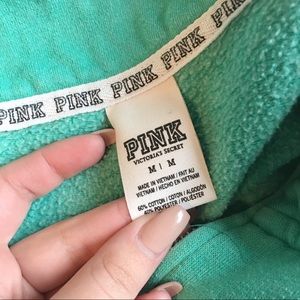 PINK PINK PINK PINK PINK PINK
PINK
VICTORIA'S SECRET
M | M
MADE IN VIETNAM / FAIT AU
VIETNAM / HECHO EN VIETNAM
60% COTTON / COTON / ALGODÓN
40% POLYESTER / POLIÉSTER